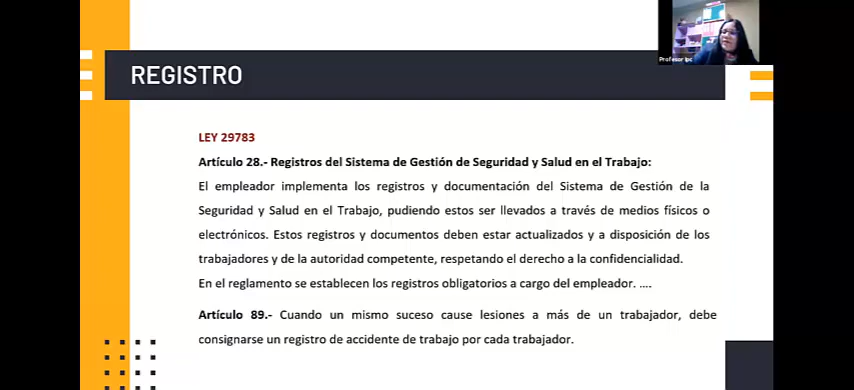 Profesor Ipc
REGISTRO
LEY 29783
Artículo 28.- Registros del Sistema de Gestión de Seguridad y Salud en el Trabajo:
El empleador implementa los registros y documentación del Sistema de Gestión de la
Seguridad y Salud en el Trabajo, pudiendo estos ser llevados a través de medios físicos o
electrónicos. Estos registros y documentos deben estar actualizados y a disposición de los
trabajadores y de la autoridad competente, respetando el derecho a la confidencialidad.
En el reglamento se establecen los registros obligatorios a cargo del empleador. ....
Artículo 89.- Cuando un mismo suceso cause lesiones a más de un trabajador, debe
consignarse un registro de accidente de trabajo por cada trabajador.